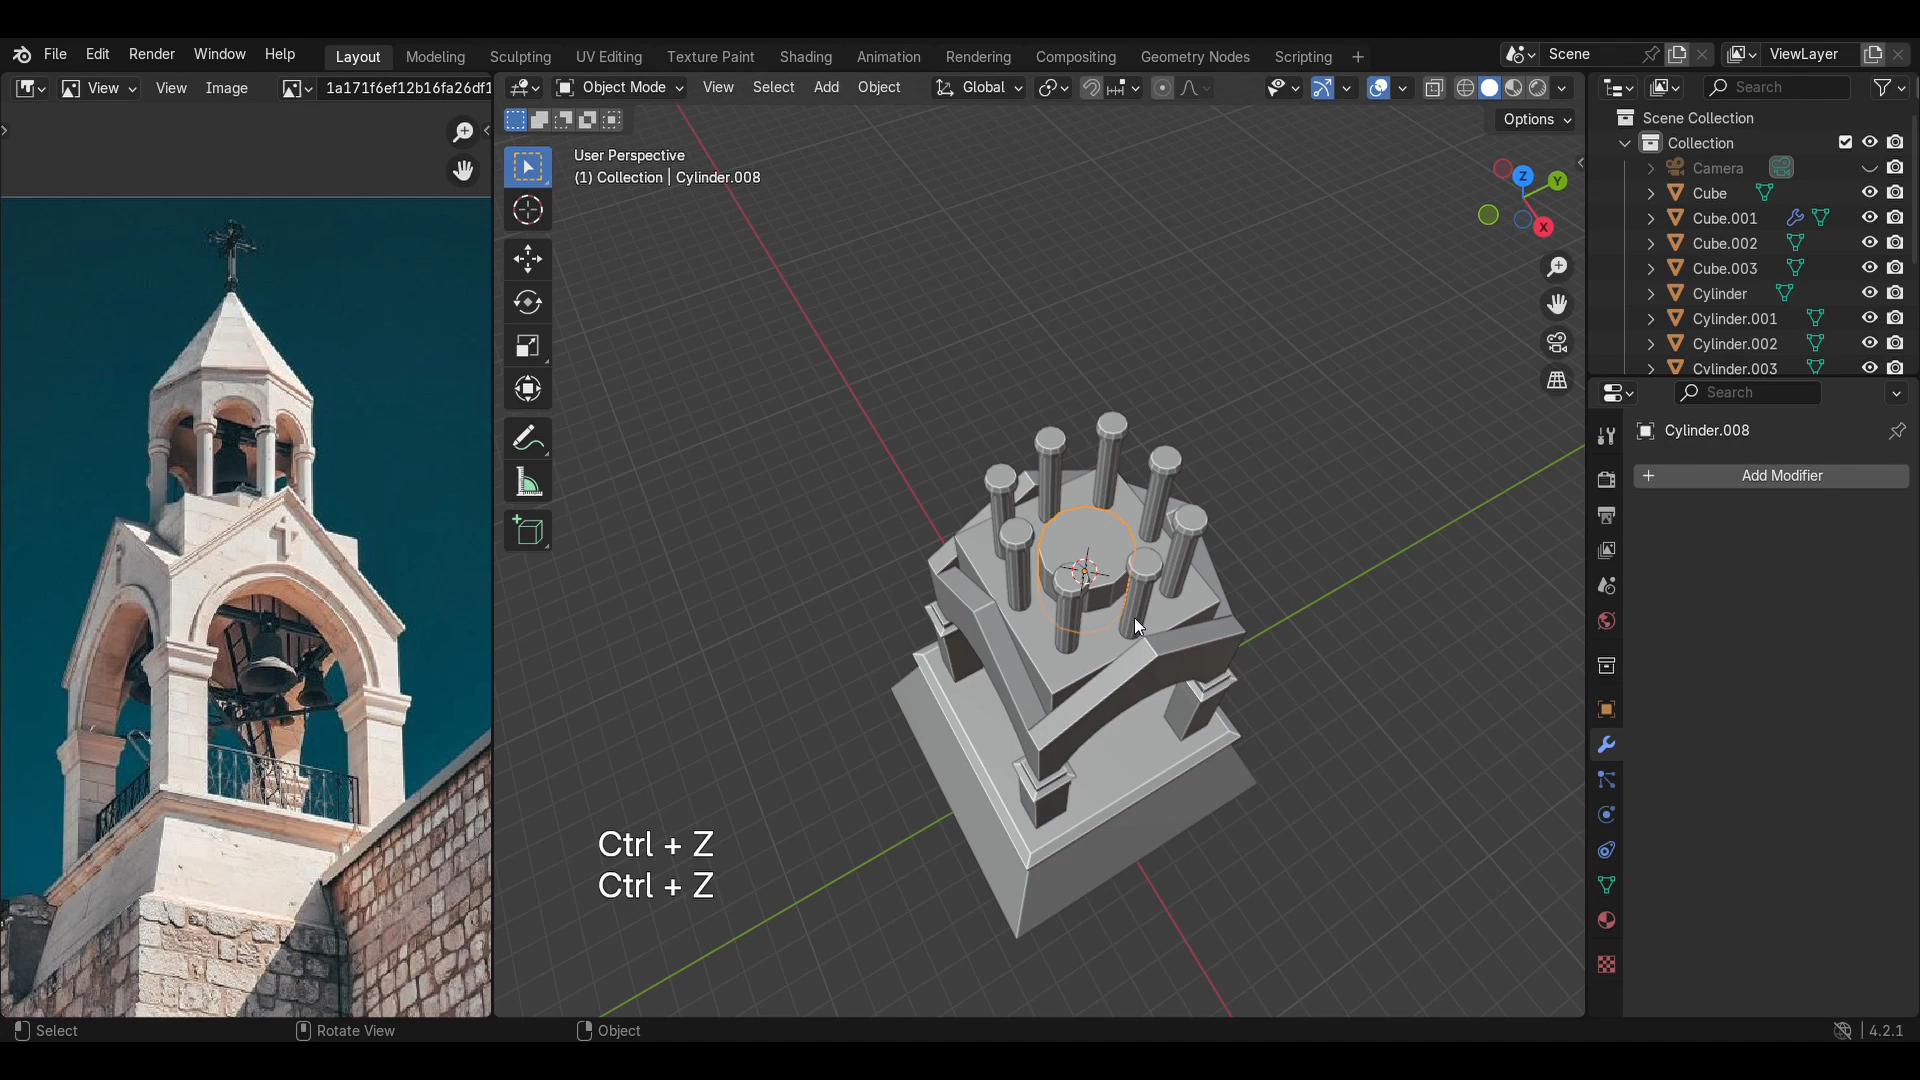 File Edit Render Window Help
Layout Modeling Sculpting UV Editing Texture Paint Shading Animation Rendering Compositing Geometry Nodes Scripting +
Scene
ViewLayer
View View Image 1a171f6ef12b16fa26df1
Object Mode View Select Add Object Global
Search
Options
User Perspective
(1) Collection | Cylinder.008
Z
Y
X
Scene Collection
Collection
Camera
Cube
Cube.001
Cube.002
Cube.003
Cylinder
Cylinder.001
Cylinder.002
Cylinder.003
Search
Cylinder.008
+ Add Modifier
Ctrl + Z
Ctrl + Z
Select Rotate View Object 4.2.1